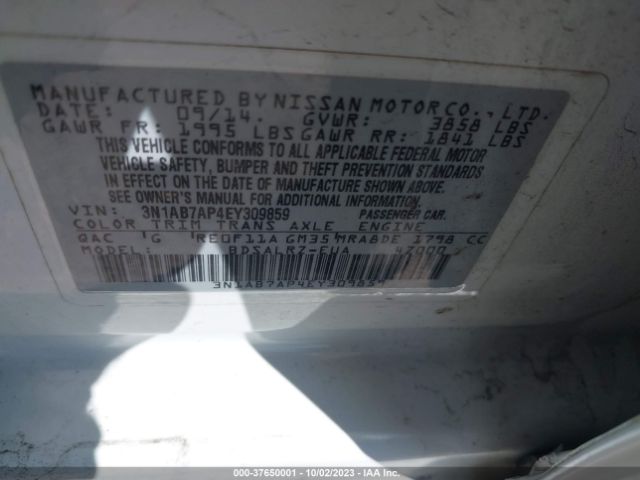 MANUFACTURED BY NISSAN MOTOR CO., LTD.
DATE: 09/14. GVWR: 3858 LBS
GAWR FR: 1995 LBS GAWR RR: 1841 LBS
THIS VEHICLE CONFORMS TO ALL APPLICABLE FEDERAL MOTOR
VEHICLE SAFETY, BUMPER AND THEFT PREVENTION STANDARDS
IN EFFECT ON THE DATE OF MANUFACTURE SHOWN ABOVE.
SEE OWNER'S MANUAL FOR ADDITIONAL INFORMATION.
VIN: 3N1AB7AP4EY309859 PASSENGER CAR.
COLOR TRIM TRANS AXLE ENGINE
QAC G RE0F11A GM35 MRA8DE 1798 CC
MODEL: BDSALRZ-EUA
3N1AB7AP4EY309859
000-37650001 - 10/02/2023 - IAA Inc.